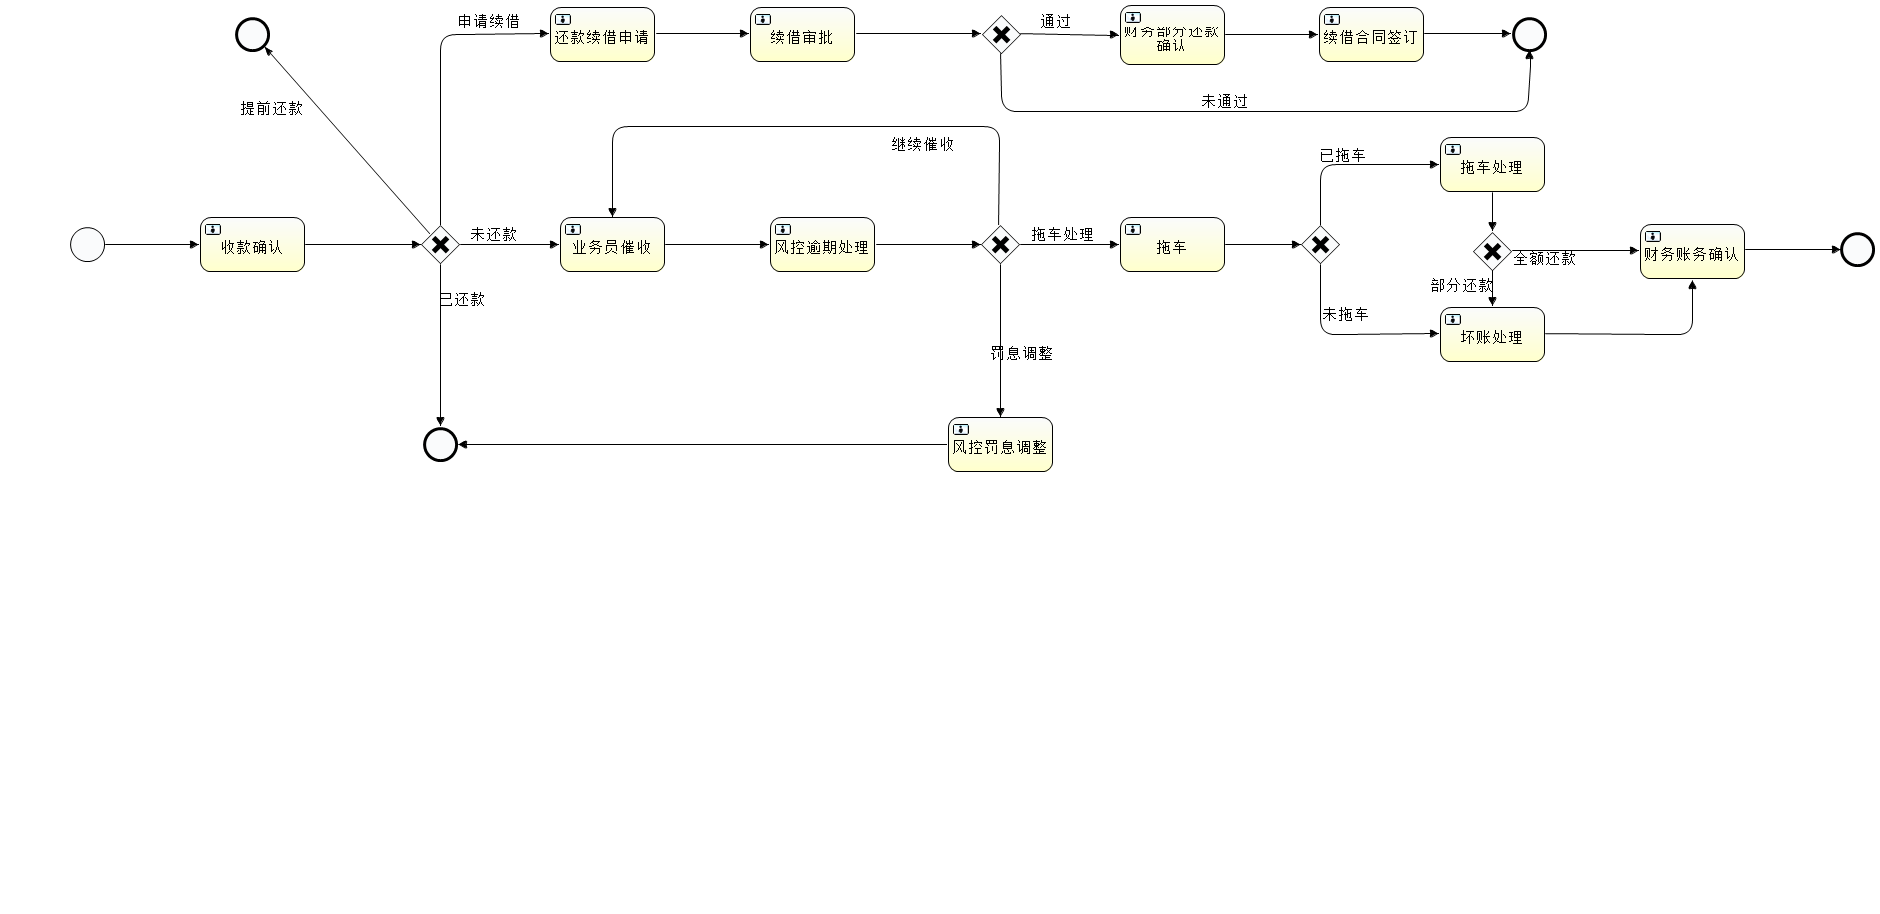 申请续借
还款续借申请
续借审批
通过
财务部分还款
确认
续借合同签订
提前还款
未通过
继续催收
已拖车
拖车处理
收款确认
未还款
业务员催收
风控逾期处理
拖车处理
拖车
全额还款
财务账务确认
部分还款
已还款
未拖车
坏账处理
罚息调整
风控罚息调整